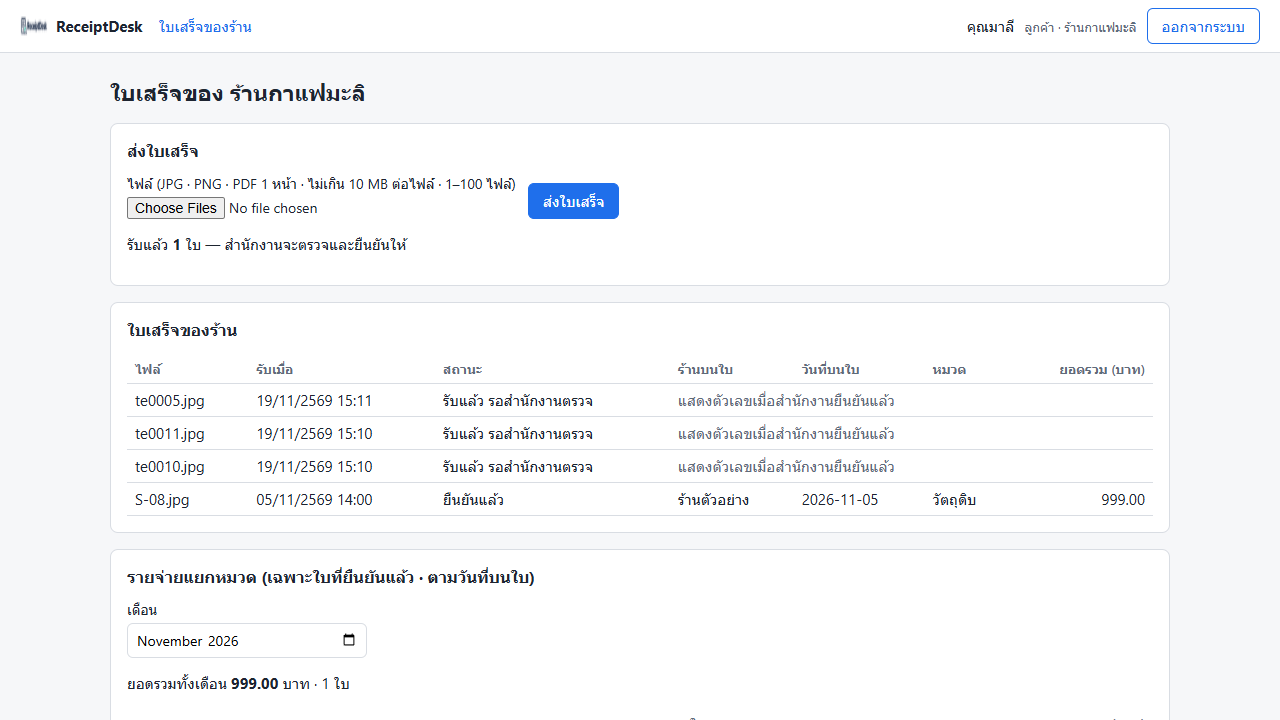 ReceiptDesk ใบเสร็จของร้าน คุณมาลี ลูกค้า · ร้านกาแฟมะลิ ออกจากระบบ
ใบเสร็จของ ร้านกาแฟมะลิ
ส่งใบเสร็จ
ไฟล์ (JPG · PNG · PDF 1 หน้า · ไม่เกิน 10 MB ต่อไฟล์ · 1–100 ไฟล์)
Choose Files No file chosen
ส่งใบเสร็จ
รับแล้ว 1 ใบ — สำนักงานจะตรวจและยืนยันให้
ใบเสร็จของร้าน
ไฟล์ รับเมื่อ สถานะ ร้านบนใบ วันที่บนใบ หมวด ยอดรวม (บาท)
te0005.jpg 19/11/2569 15:11 รับแล้ว รอสำนักงานตรวจ แสดงตัวเลขเมื่อสำนักงานยืนยันแล้ว
te0011.jpg 19/11/2569 15:10 รับแล้ว รอสำนักงานตรวจ แสดงตัวเลขเมื่อสำนักงานยืนยันแล้ว
te0010.jpg 19/11/2569 15:10 รับแล้ว รอสำนักงานตรวจ แสดงตัวเลขเมื่อสำนักงานยืนยันแล้ว
S-08.jpg 05/11/2569 14:00 ยืนยันแล้ว ร้านตัวอย่าง 2026-11-05 วัตถุดิบ 999.00
รายจ่ายแยกหมวด (เฉพาะใบที่ยืนยันแล้ว · ตามวันที่บนใบ)
เดือน
November 2026
ยอดรวมทั้งเดือน 999.00 บาท · 1 ใบ